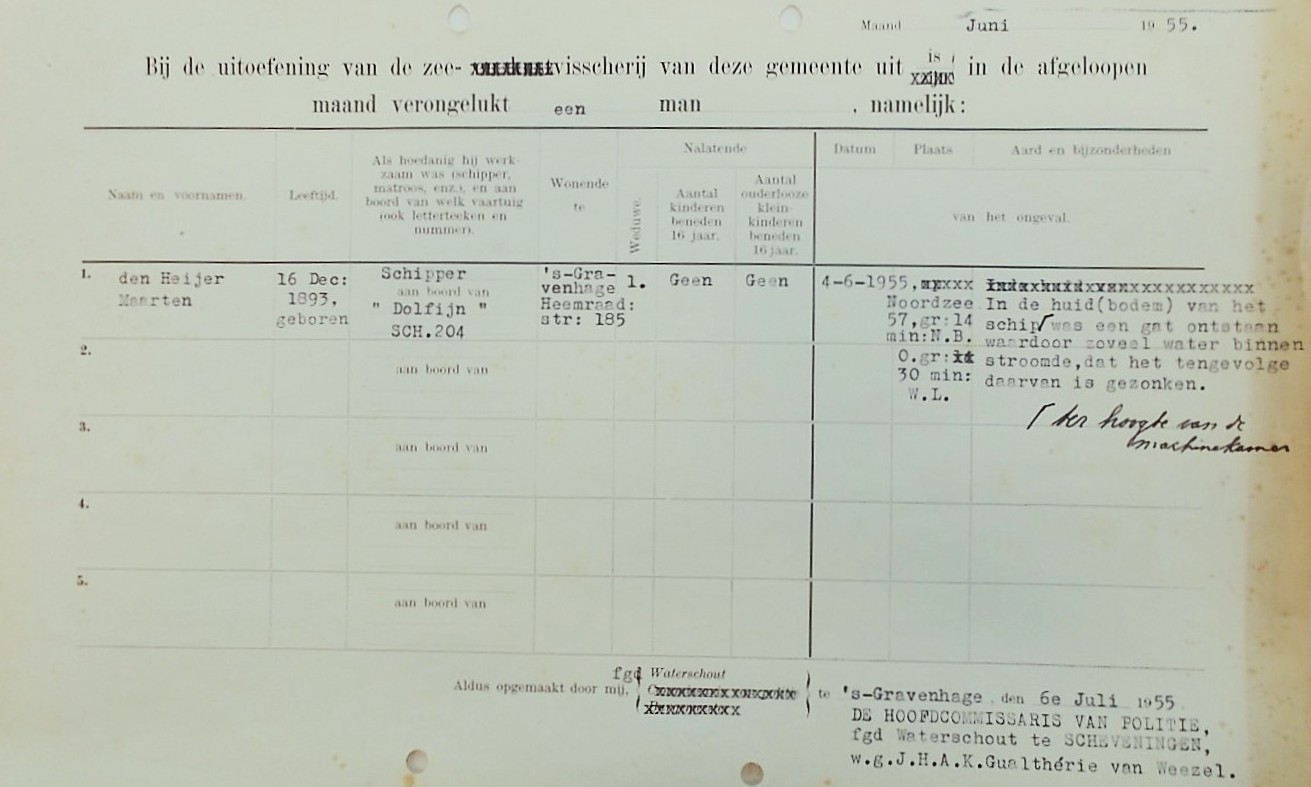 Maand Juni 19 55.
Bij de uitoefening van de zee- visscherij van deze gemeente uit is in de afgeloopen
maand verongelukt een man , namelijk:
Naam en voornamen.
Leeftijd.
Als hoedanig hij werk-
zaam was (schipper,
matroos, enz.), en aan
boord van welk vaartuig
(ook letterteeken en
nummer).
Wonende
te
Nalatende
Weduwe.
Aantal
kinderen
beneden
16 jaar.
Aantal
ouderlooze
klein-
kinderen
beneden
16 jaar.
Datum
Plaats
Aard en bijzonderheden
van het ongeval.
1.
den Heijer
Maarten
16 Dec:
1893,
geboren
Schipper
aan boord van
" Dolfijn "
SCH.204
's-Gra-
venhage
Heemraad:
str: 185
1.
Geen
Geen
4-6-1955,
Noordzee
57,gr:14
min:N.B.
0.gr:
30 min:
W.L.
In de huid(bodem) van het
schip ⌈ was een gat ontstaan
waardoor zoveel water binnen
stroomde,dat het tengevolge
daarvan is gezonken.
⌈ ter hoogte van de
machinekamer
2.
aan boord van
3.
aan boord van
4.
aan boord van
5.
aan boord van
Aldus opgemaakt door mij, fgd Waterschout te 's-Gravenhage , den 6e Juli 1955
DE HOOFDCOMMISSARIS VAN POLITIE,
fgd Waterschout te SCHEVENINGEN,
w.g.J.H.A.K.Gualthérie van Weezel.